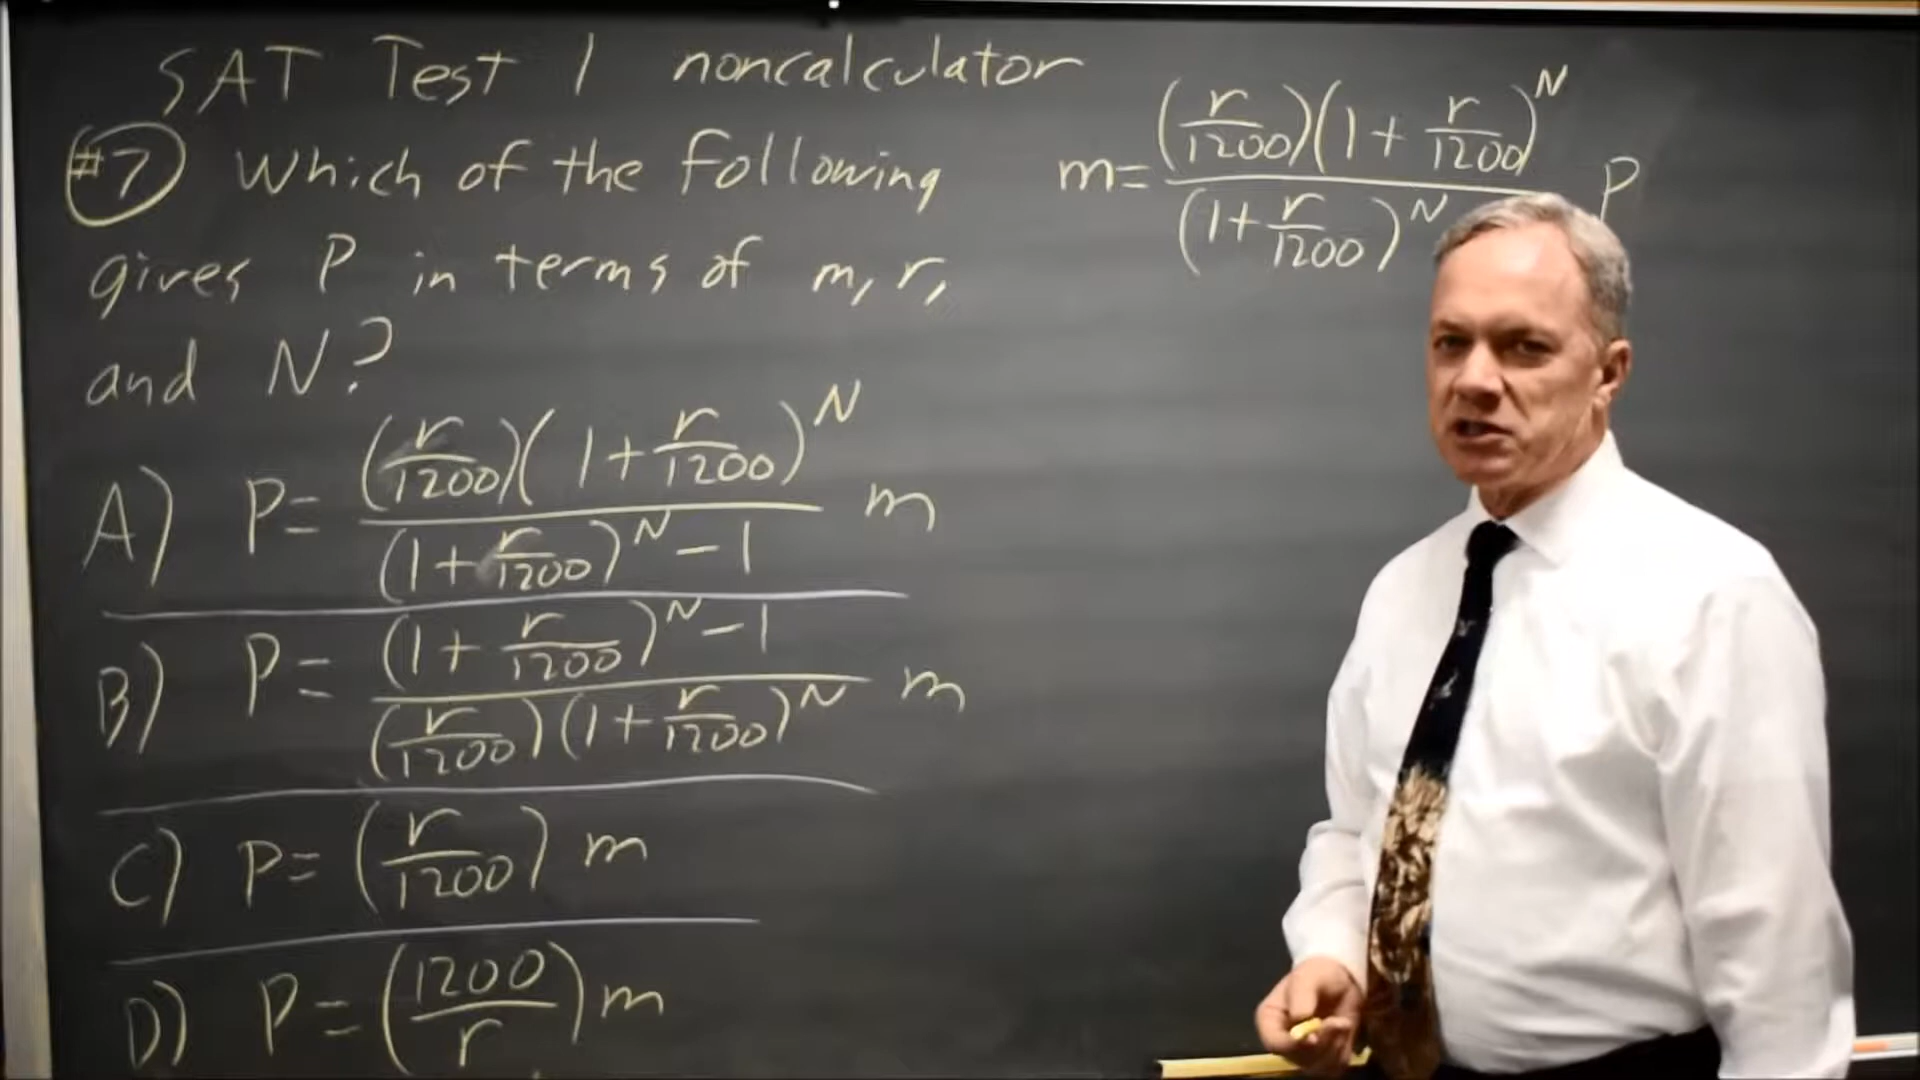 SAT Test 1 noncalculator
#7 Which of the following
gives P in terms of m, r,
and N?
A) P= (r/1200)(1+r/1200)^N / (1+r/1200)^N-1 m
B) P= (1+r/1200)^N-1 / (r/1200)(1+r/1200)^N m
C) P=(r/1200)m
D) P=(1200/r)m
m= (r/1200)(1+r/1200)^N / (1+r/1200)^N P